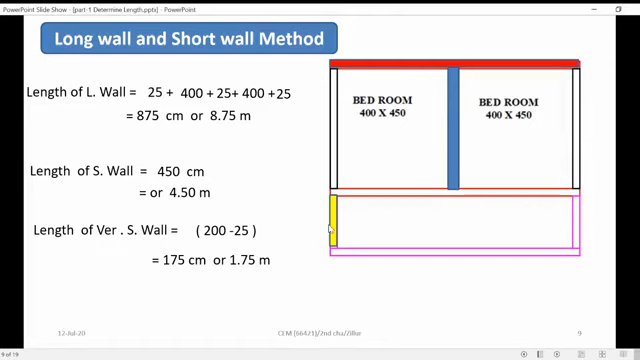 PowerPoint Slide Show - [part-1 Determine Length.pptx] - PowerPoint
Long wall and Short wall Method
Length of L. Wall = 25 + 400 + 25+ 400 +25
= 875 cm or 8.75 m
BED ROOM
400 X 450
BED ROOM
400 X 450
Length of S. Wall = 450 cm
= or 4.50 m
Length of Ver . S. Wall = ( 200 -25 )
= 175 cm or 1.75 m
12-Jul-20
CEM (66421)/2nd.cha/Zillur
9
9 of 19